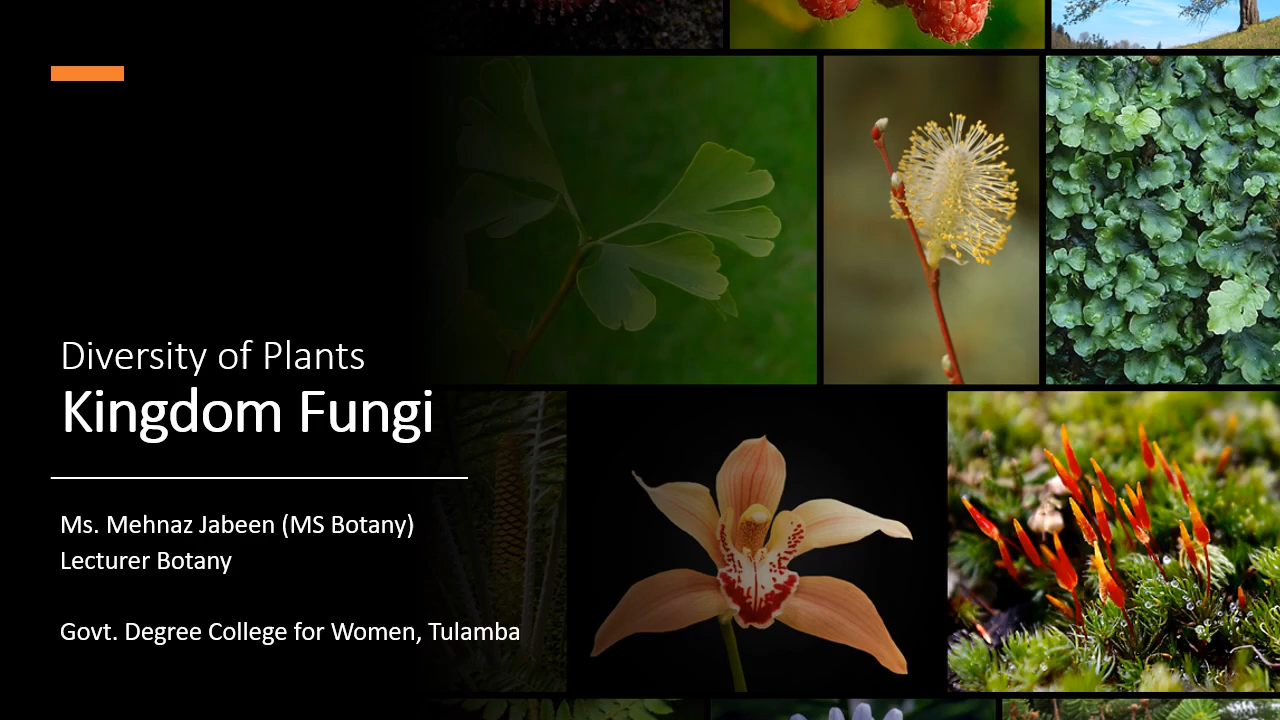 Diversity of Plants
Kingdom Fungi
Ms. Mehnaz Jabeen (MS Botany)
Lecturer Botany
Govt. Degree College for Women, Tulamba